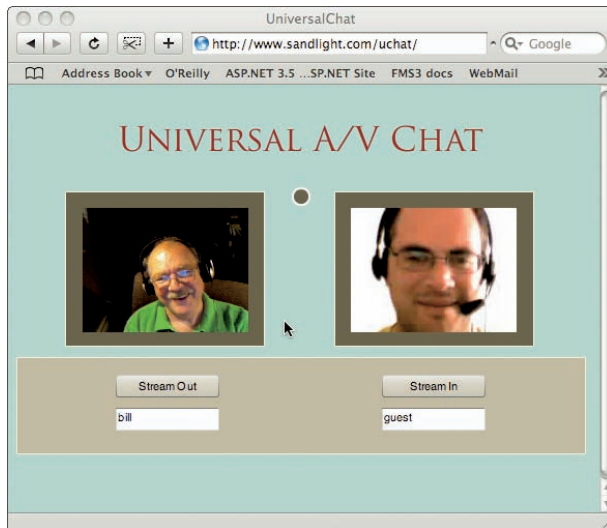 UniversalChat
http://www.sandlight.com/uchat/
Google
Address Book O'Reilly ASP.NET 3.5 ...SP.NET Site FMS3 docs WebMail
UNIVERSAL A/V CHAT
Stream Out
Stream In
bill
guest